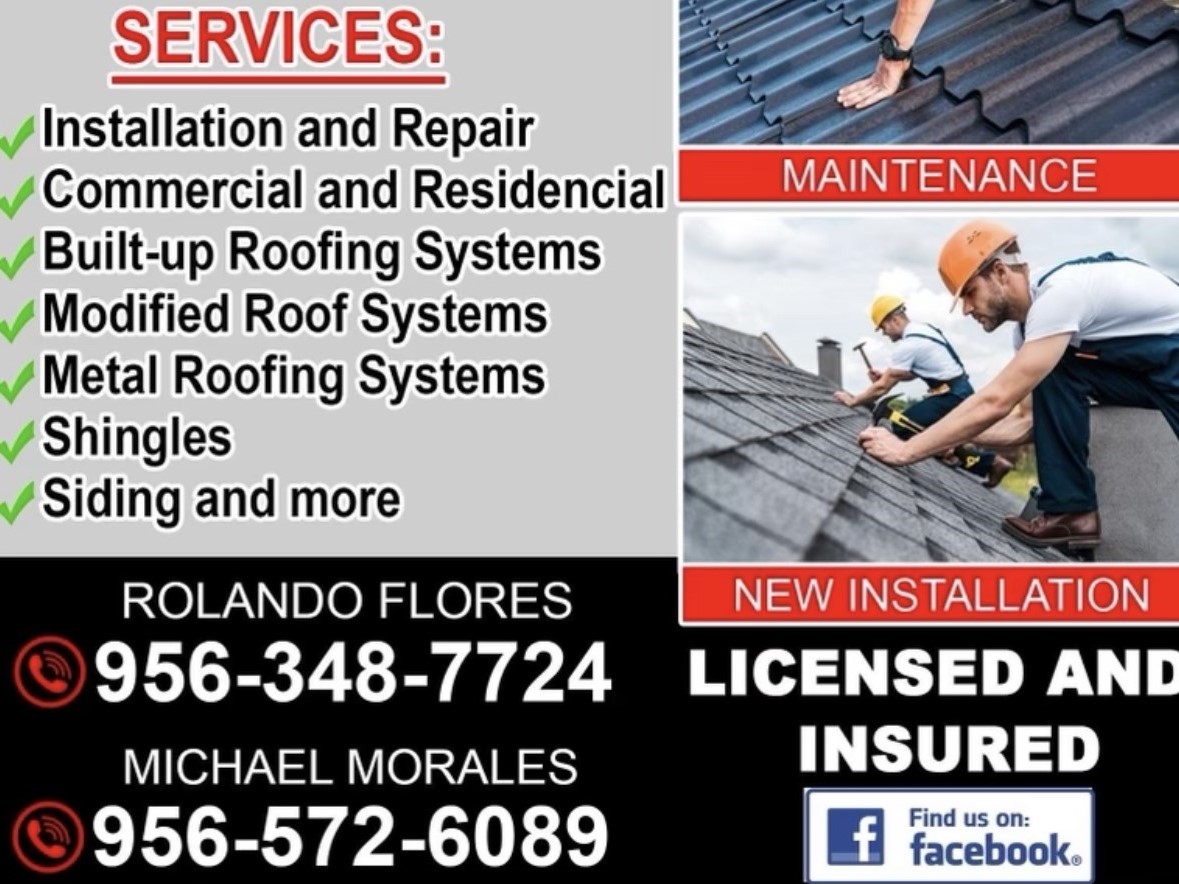 SERVICES:
Installation and Repair
Commercial and Residencial
Built-up Roofing Systems
Modified Roof Systems
Metal Roofing Systems
Shingles
Siding and more
MAINTENANCE
NEW INSTALLATION
ROLANDO FLORES
956-348-7724
MICHAEL MORALES
956-572-6089
LICENSED AND
INSURED
Find us on:
facebook®